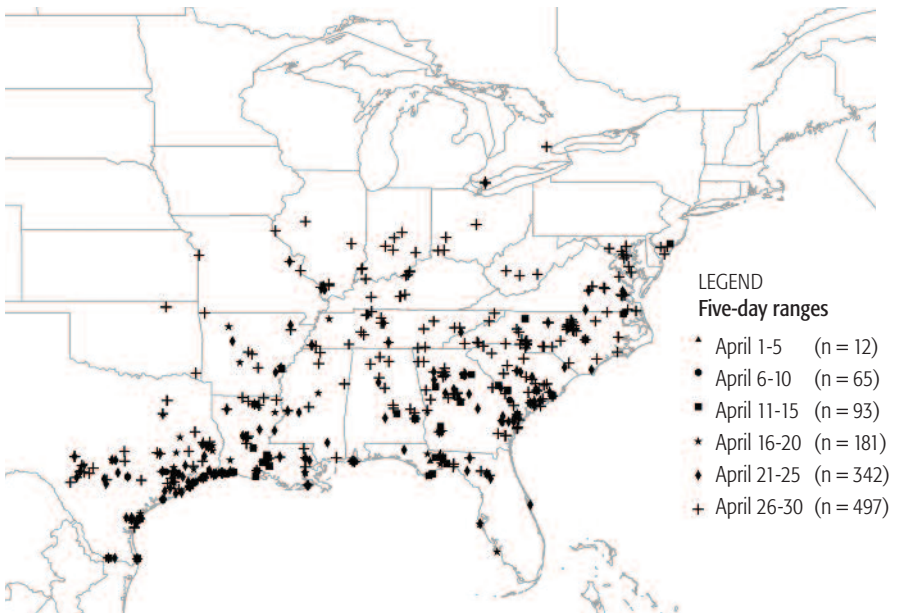 LEGEND
Five-day ranges
April 1-5 (n = 12)
April 6-10 (n = 65)
April 11-15 (n = 93)
April 16-20 (n = 181)
April 21-25 (n = 342)
April 26-30 (n = 497)